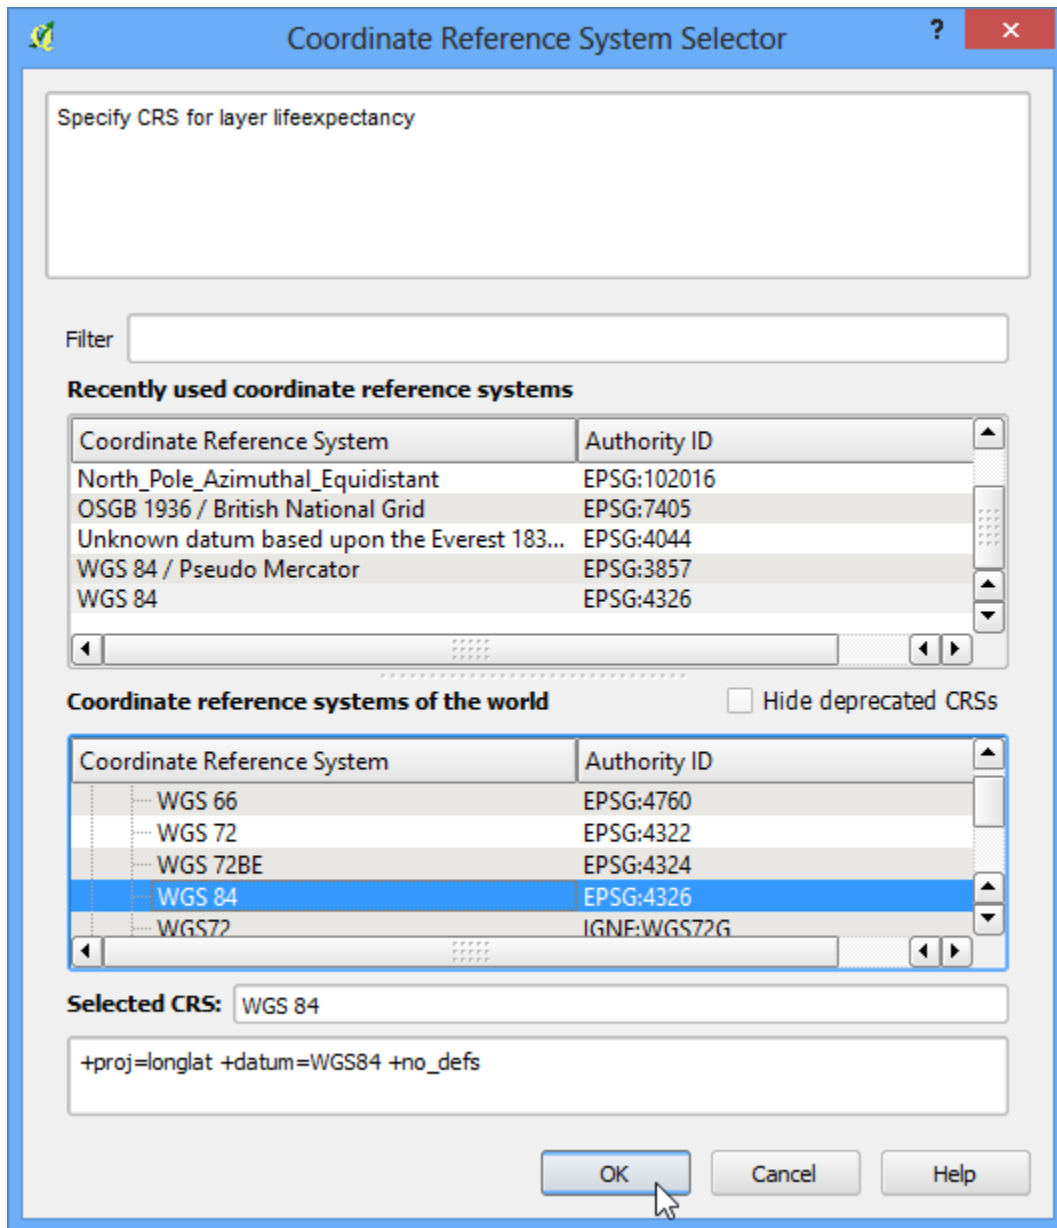 Coordinate Reference System Selector ? ×
Specify CRS for layer lifeexpectancy
Filter
Recently used coordinate reference systems
Coordinate Reference System Authority ID
North_Pole_Azimuthal_Equidistant EPSG:102016
OSGB 1936 / British National Grid EPSG:7405
Unknown datum based upon the Everest 183... EPSG:4044
WGS 84 / Pseudo Mercator EPSG:3857
WGS 84 EPSG:4326
Coordinate reference systems of the world Hide deprecated CRSs
Coordinate Reference System Authority ID
WGS 66 EPSG:4760
WGS 72 EPSG:4322
WGS 72BE EPSG:4324
WGS 84 EPSG:4326
WGS72 IGNF:WGS72G
Selected CRS: WGS 84
+proj=longlat +datum=WGS84 +no_defs
OK Cancel Help